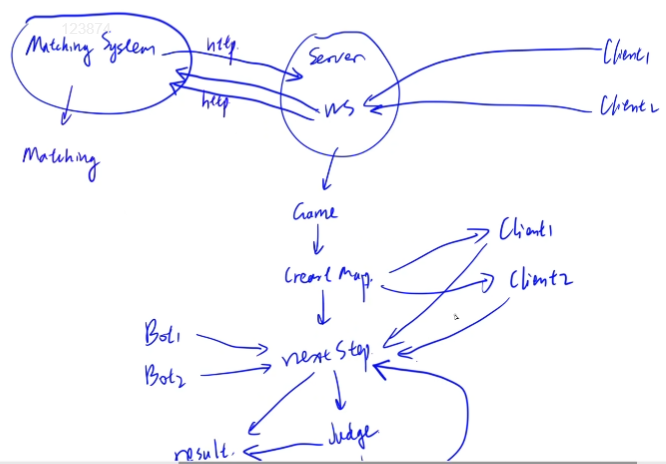 123874
Matching System
http
Server
Client1
http
WS
Client2
Matching
Game
Client1
Creat Map.
Client2
Bot1
nextStep
Bot2
Judge
result.